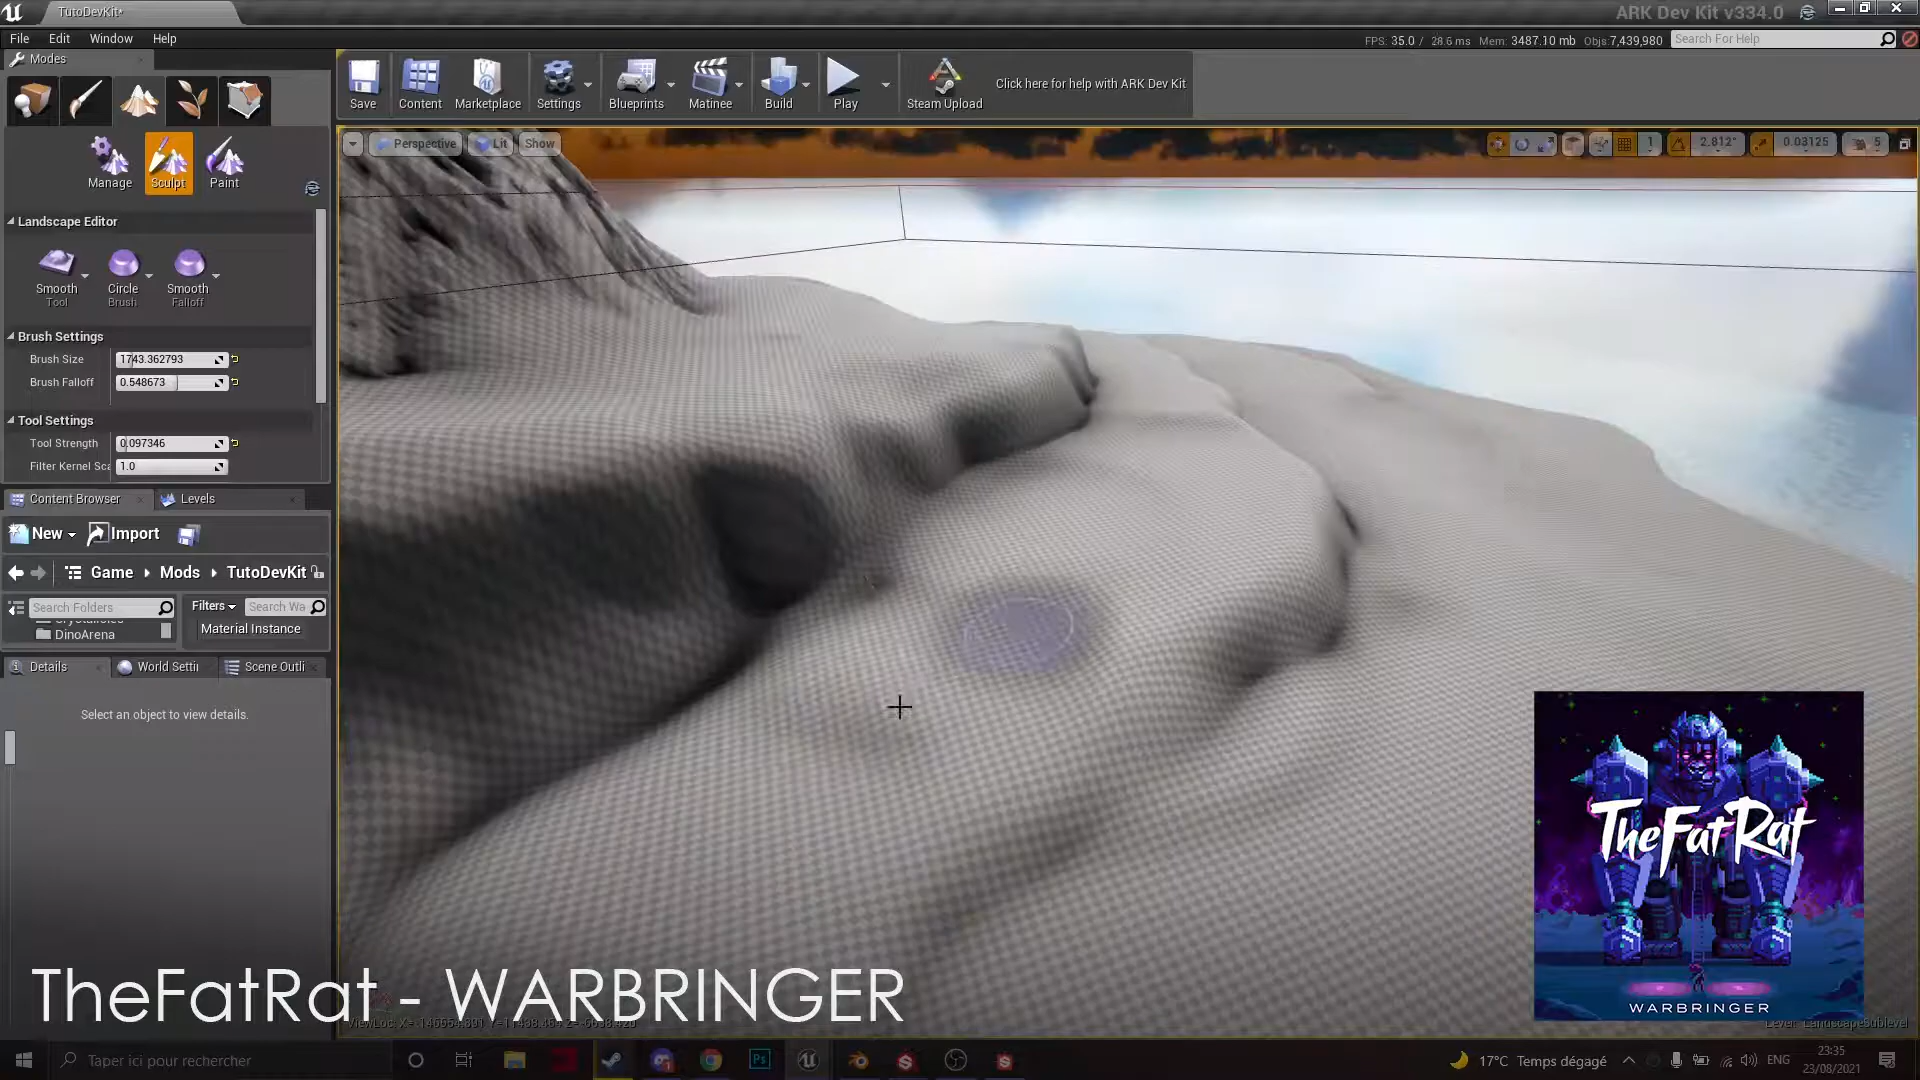 TutoDevKit*
ARK Dev Kit v334.0
File Edit Window Help
FPS: 35.0 / 28.6 ms Mem: 3487.10 mb Objs: 7,439,980
Search For Help
Modes
Save Content Marketplace Settings Blueprints Matinee Build Play Steam Upload
Click here for help with ARK Dev Kit
Perspective Lit Show
1 2.812° 0.03125 5
Manage Sculpt Paint
Landscape Editor
Smooth Circle Smooth
Tool Brush Falloff
Brush Settings
Brush Size 1743.362793
Brush Falloff 0.548673
Tool Settings
Tool Strength 0.097346
Filter Kernel Sca 1.0
Content Browser Levels
New Import
Game Mods TutoDevKit
Search Folders Filters Search Wa
DinoArena
Material Instance
Details World Setti Scene Outli
Select an object to view details.
TheFatRat
WARBRINGER
TheFatRat - WARBRINGER
Level: LandscapeSublevel
Taper ici pour rechercher
Ps
17°C Temps dégagé
ENG
23:35
23/08/2021